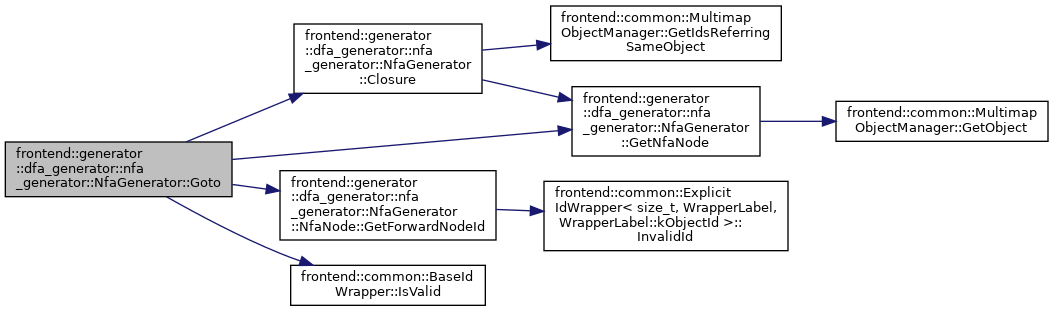 frontend::generator
::dfa_generator::nfa
_generator::NfaGenerator::Goto
frontend::generator
::dfa_generator::nfa
_generator::NfaGenerator
::Closure
frontend::common::Multimap
ObjectManager::GetIdsReferring
SameObject
frontend::generator
::dfa_generator::nfa
_generator::NfaGenerator
::GetNfaNode
frontend::common::Multimap
ObjectManager::GetObject
frontend::generator
::dfa_generator::nfa
_generator::NfaGenerator
::NfaNode::GetForwardNodeId
frontend::common::Explicit
IdWrapper< size_t, WrapperLabel,
WrapperLabel::kObjectId >::
InvalidId
frontend::common::BaseId
Wrapper::IsValid